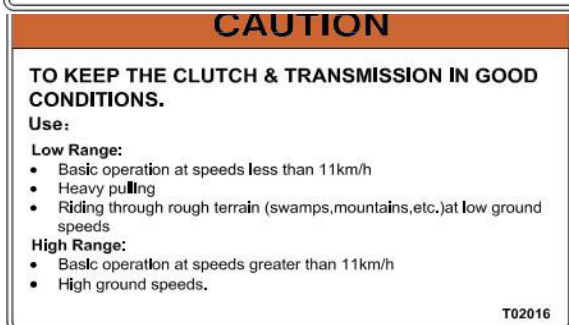 CAUTION
TO KEEP THE CLUTCH & TRANSMISSION IN GOOD
CONDITIONS.
Use:
Low Range:
• Basic operation at speeds less than 11km/h
• Heavy pulling
• Riding through rough terrain (swamps,mountains,etc.)at low ground
speeds
High Range:
• Basic operation at speeds greater than 11km/h
• High ground speeds.
T02016